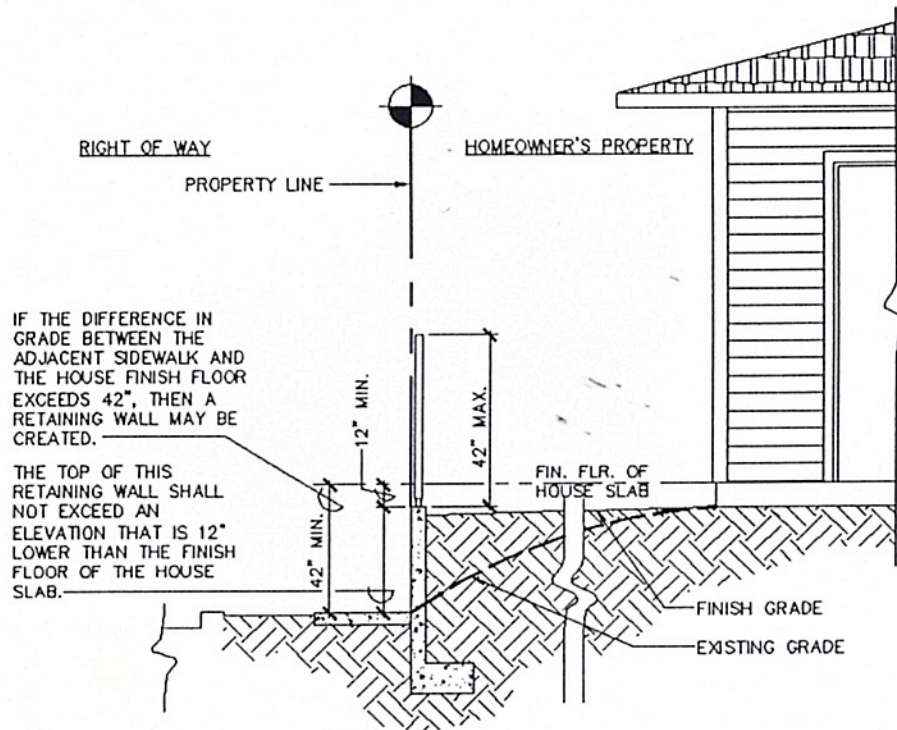 RIGHT OF WAY
HOMEOWNER'S PROPERTY
PROPERTY LINE
IF THE DIFFERENCE IN
GRADE BETWEEN THE
ADJACENT SIDEWALK AND
THE HOUSE FINISH FLOOR
EXCEEDS 42", THEN A
RETAINING WALL MAY BE
CREATED.
THE TOP OF THIS
RETAINING WALL SHALL
NOT EXCEED AN
ELEVATION THAT IS 12"
LOWER THAN THE FINISH
FLOOR OF THE HOUSE
SLAB.
42" MIN.
12" MIN.
42" MAX.
FIN. FLR. OF
HOUSE SLAB
FINISH GRADE
EXISTING GRADE